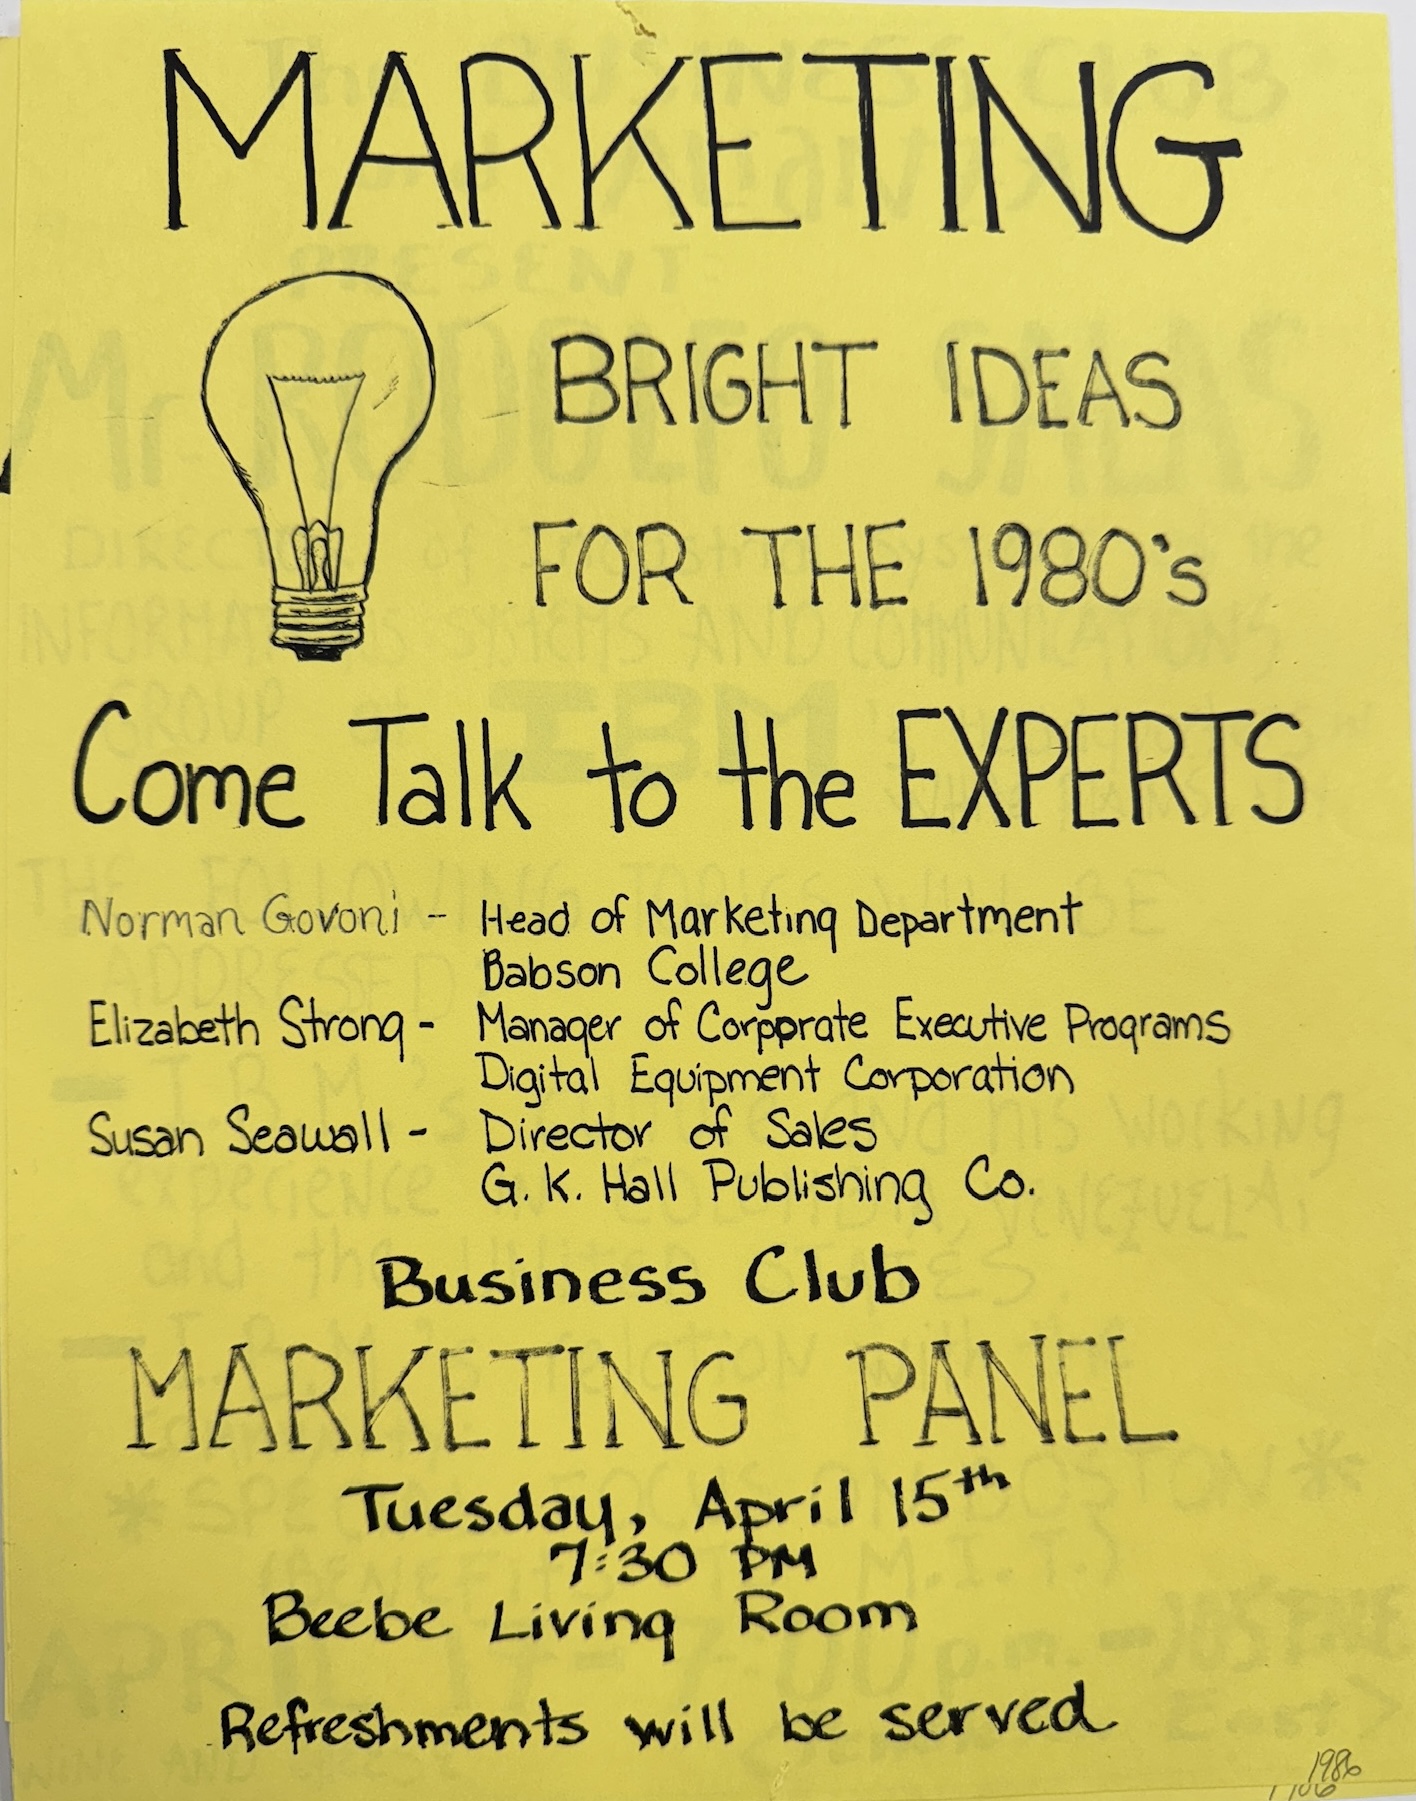 MARKETING
BRIGHT IDEAS
FOR THE 1980's
Come Talk to the EXPERTS
Norman Govoni - Head of Marketing Department
Babson College
Elizabeth Strong - Manager of Corpprate Executive Programs
Digital Equipment Corporation
Susan Seawall - Director of Sales
G. K. Hall Publishing Co.
Business Club
MARKETING PANEL
Tuesday, April 15th
7:30 PM
Beebe Living Room
Refreshments will be served
1986